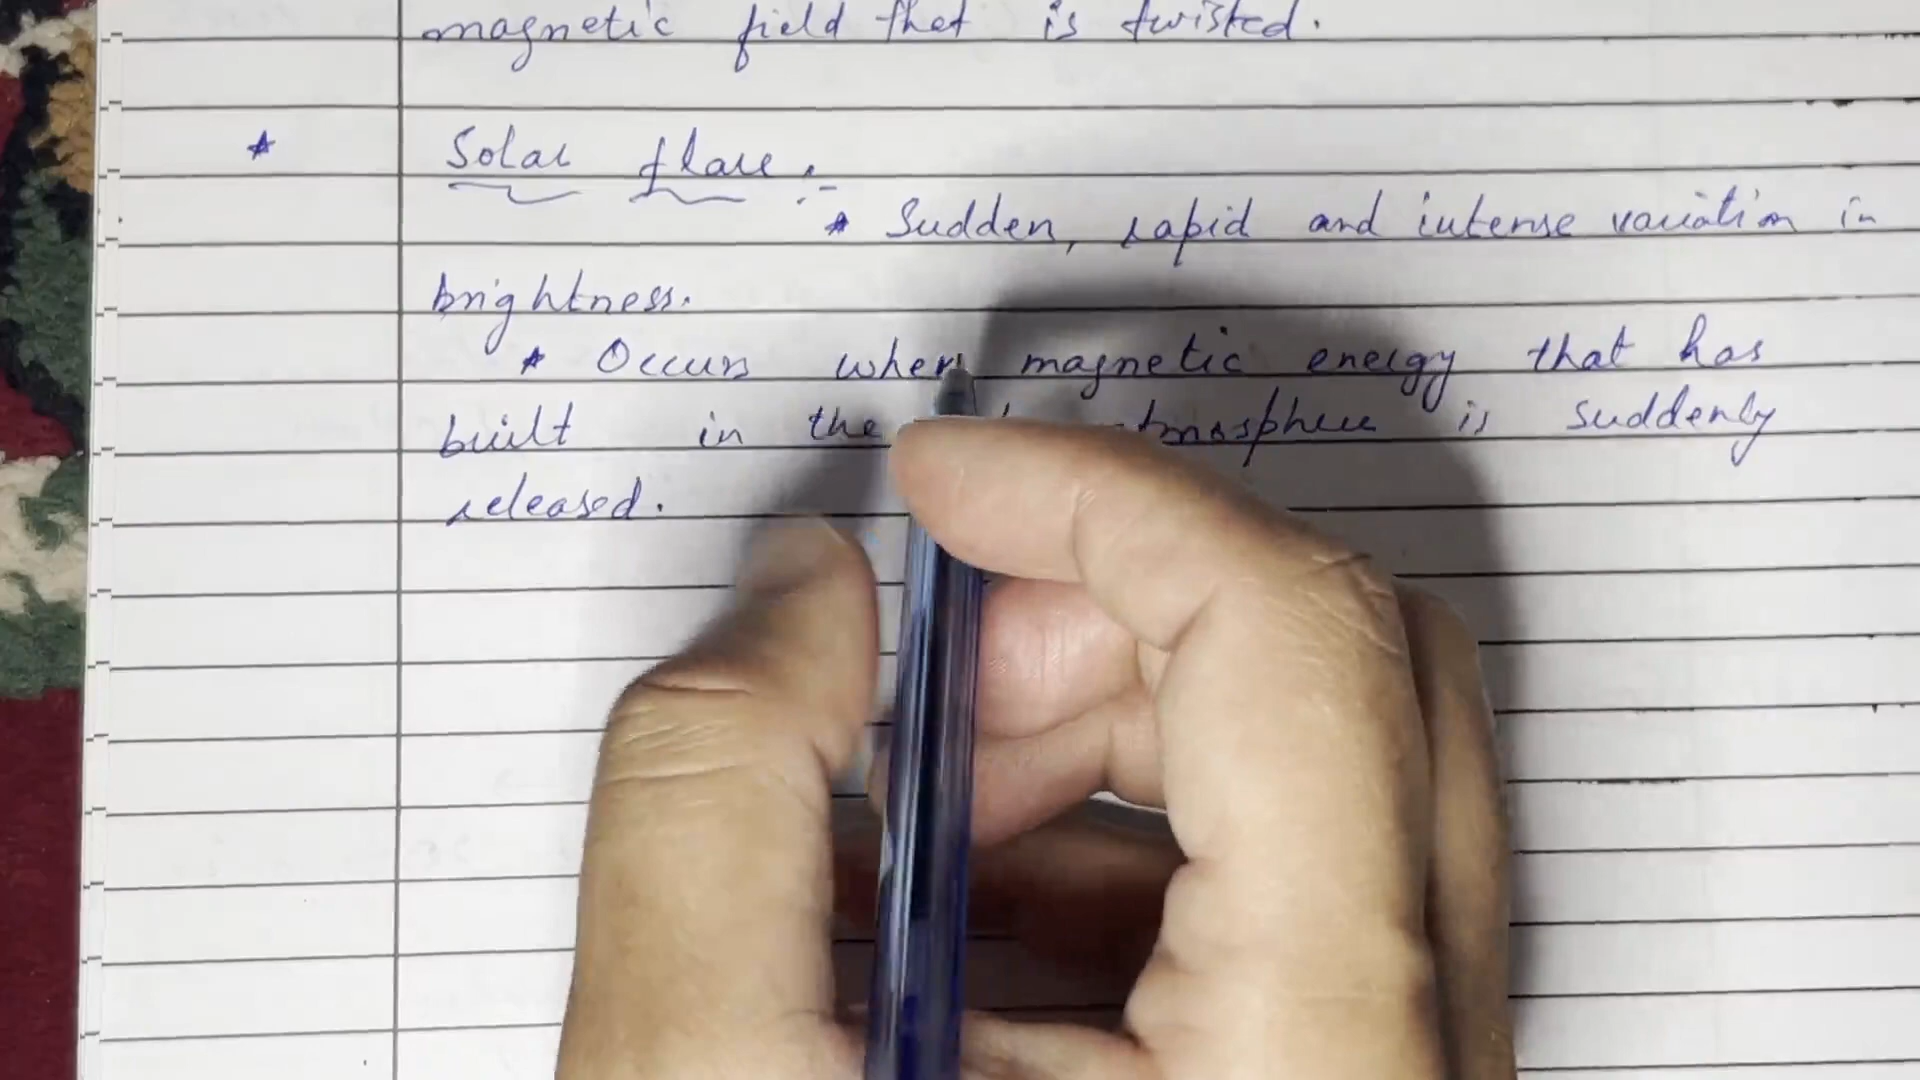 magnetic field that is twisted.
* Solar flare :-
* Sudden, rapid and intense variation in
brightness.
* Occurs when magnetic energy that has
built in the atmosphere is suddenly
released.